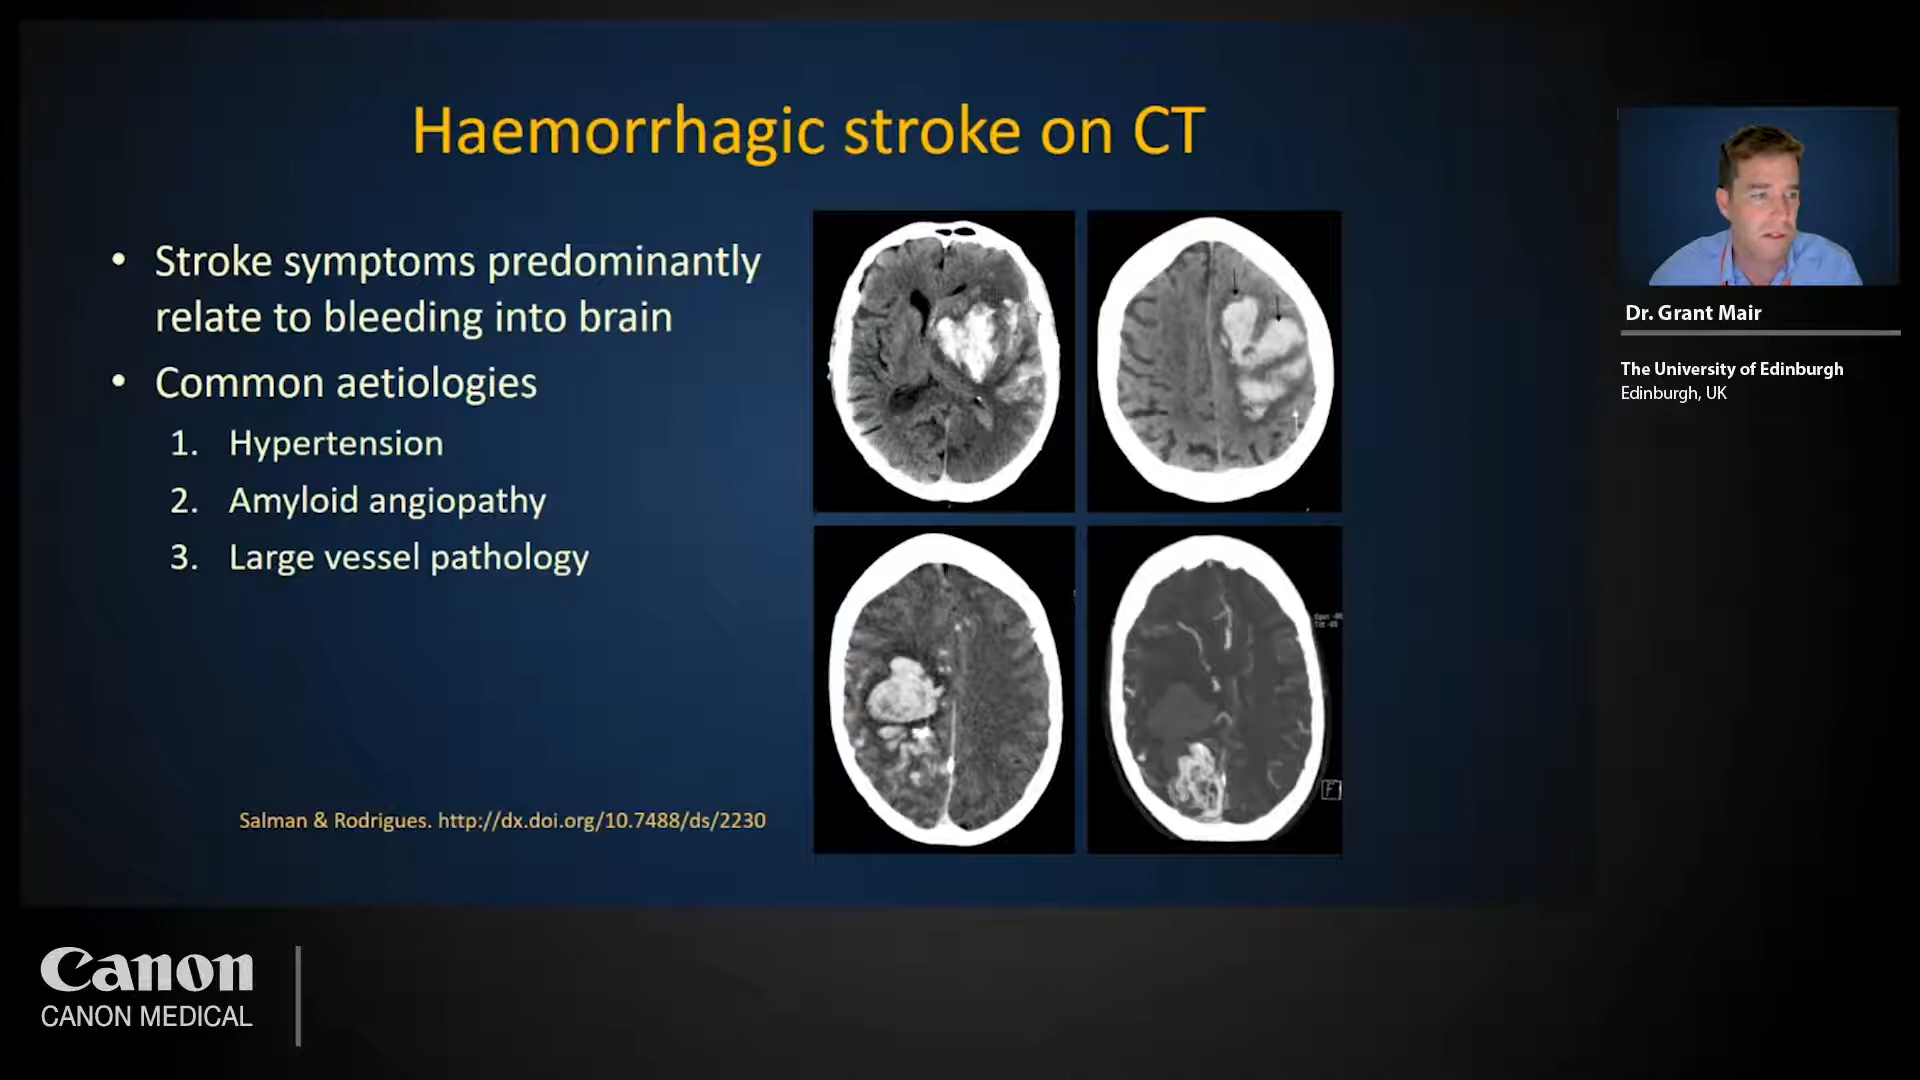 Haemorrhagic stroke on CT
• Stroke symptoms predominantly
relate to bleeding into brain
• Common aetiologies
1. Hypertension
2. Amyloid angiopathy
3. Large vessel pathology
Salman & Rodrigues. http://dx.doi.org/10.7488/ds/2230
F
Dr. Grant Mair
The University of Edinburgh
Edinburgh, UK
Canon
CANON MEDICAL